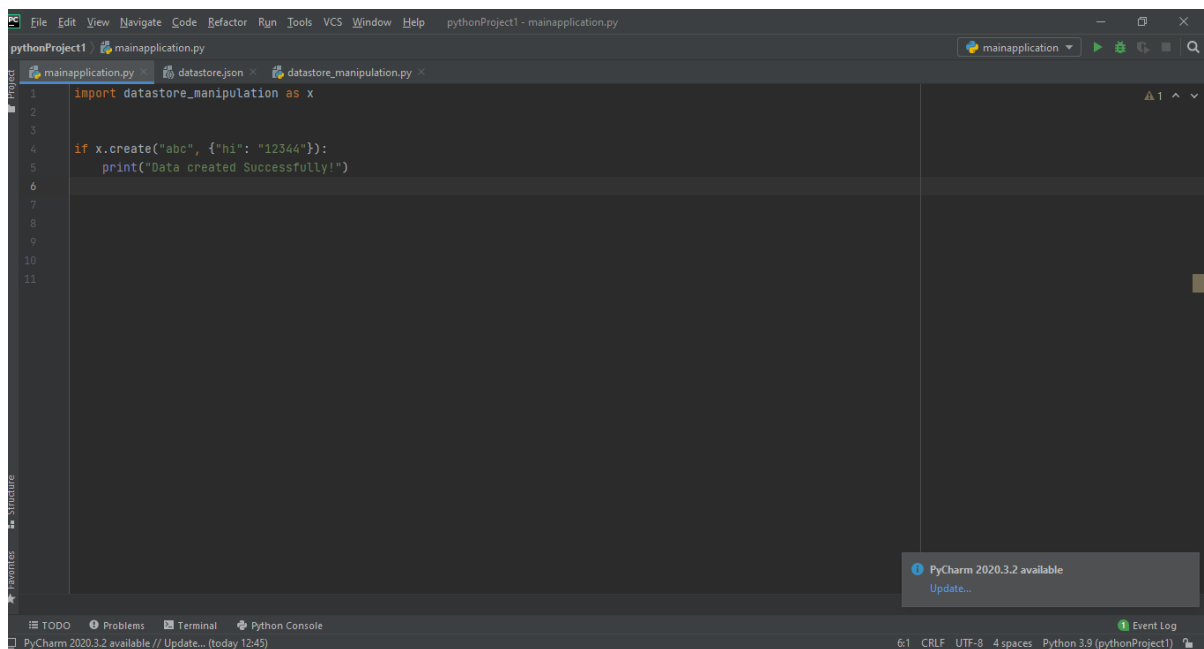 PC File Edit View Navigate Code Refactor Run Tools VCS Window Help pythonProject1 - mainapplication.py
pythonProject1 mainapplication.py mainapplication
mainapplication.py datastore.json datastore_manipulation.py
Project
1 import datastore_manipulation as x
1
2
3
4 if x.create("abc", {"hi": "12344"}):
5 print("Data created Successfully!")
6
7
8
9
10
11
Structure
Favorites
PyCharm 2020.3.2 available
Update...
TODO Problems Terminal Python Console 1 Event Log
PyCharm 2020.3.2 available // Update... (today 12:45) 6:1 CRLF UTF-8 4 spaces Python 3.9 (pythonProject1)